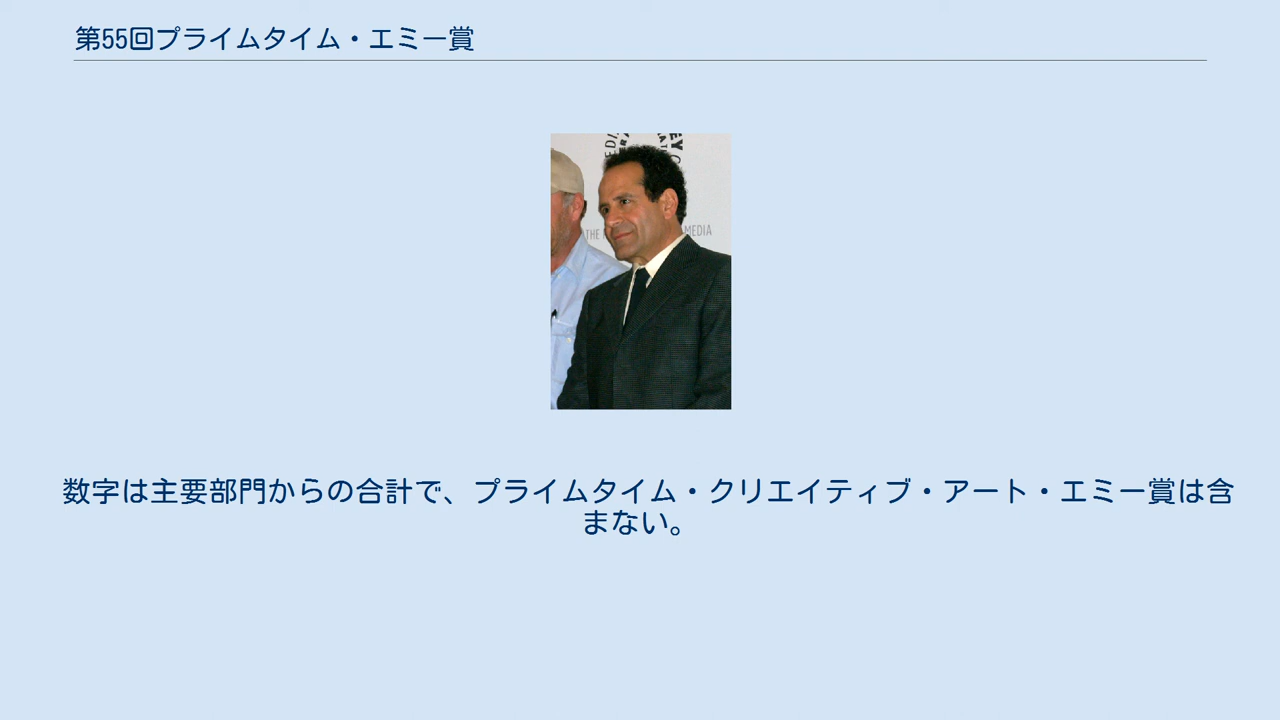 第55回プライムタイム・エミー賞
EY C
MEDIA
数字は主要部門からの合計で、プライムタイム・クリエイティブ・アート・エミー賞は含
まない。